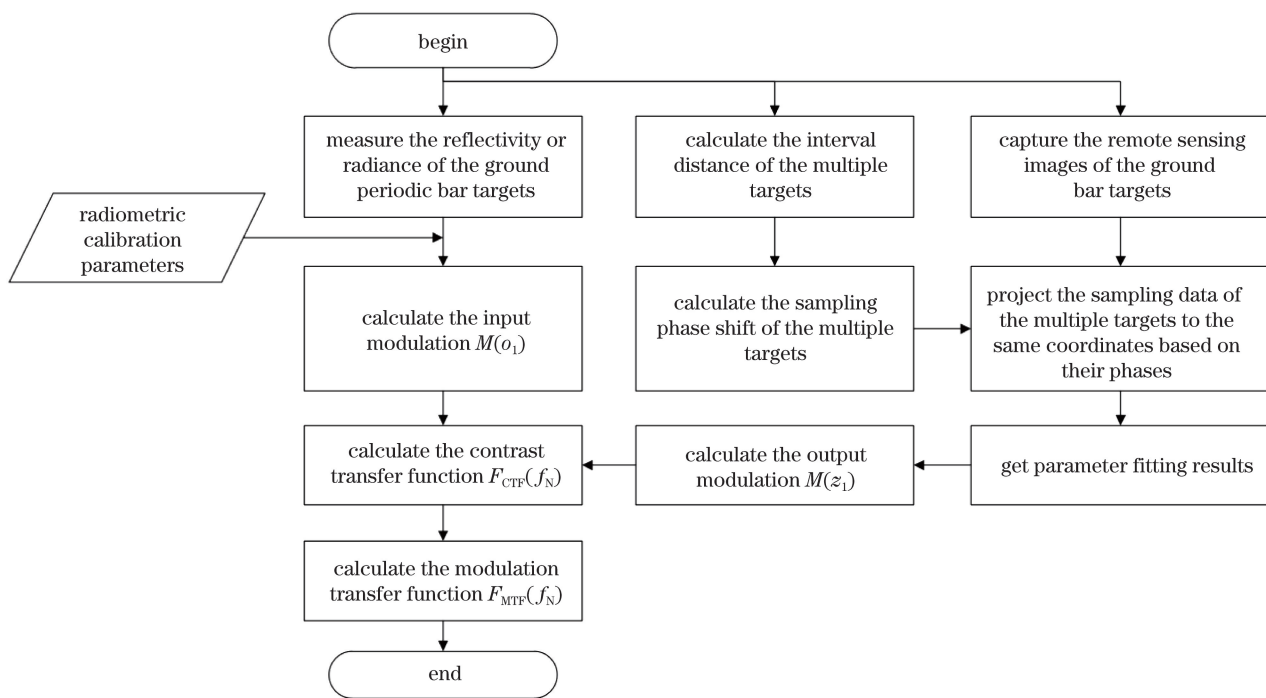 begin
measure the reflectivity or
radiance of the ground
periodic bar targets
calculate the interval
distance of the multiple
targets
capture the remote sensing
images of the ground
bar targets
radiometric
calibration
parameters
calculate the input
modulation M(o₁)
calculate the sampling
phase shift of the multiple
targets
project the sampling data of
the multiple targets to the
same coordinates based on
their phases
calculate the contrast
transfer function F_CTF(f_N)
calculate the output
modulation M(z₁)
get parameter fitting results
calculate the modulation
transfer function F_MTF(f_N)
end